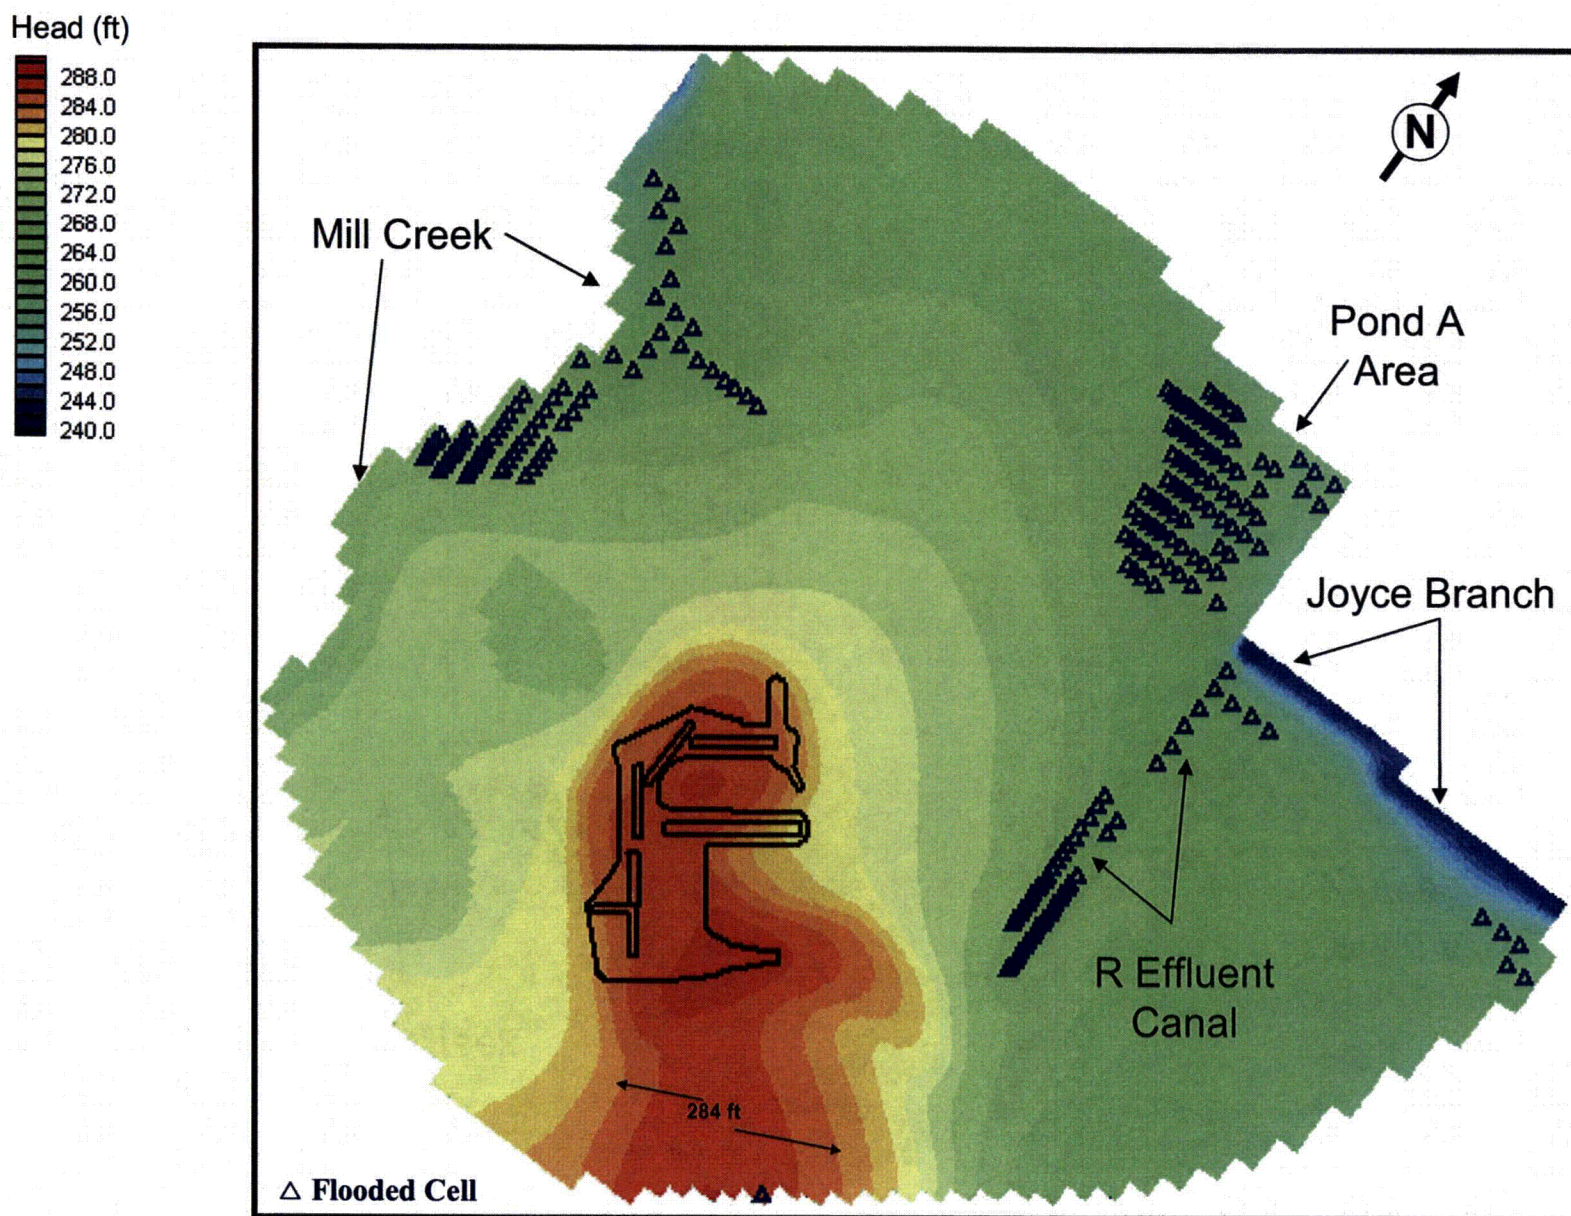 Head (ft)
288.0
284.0
280.0
276.0
272.0
268.0
264.0
260.0
256.0
252.0
248.0
244.0
240.0
N
Mill Creek
Pond A
Area
Joyce Branch
R Effluent
Canal
284 ft
Flooded Cell